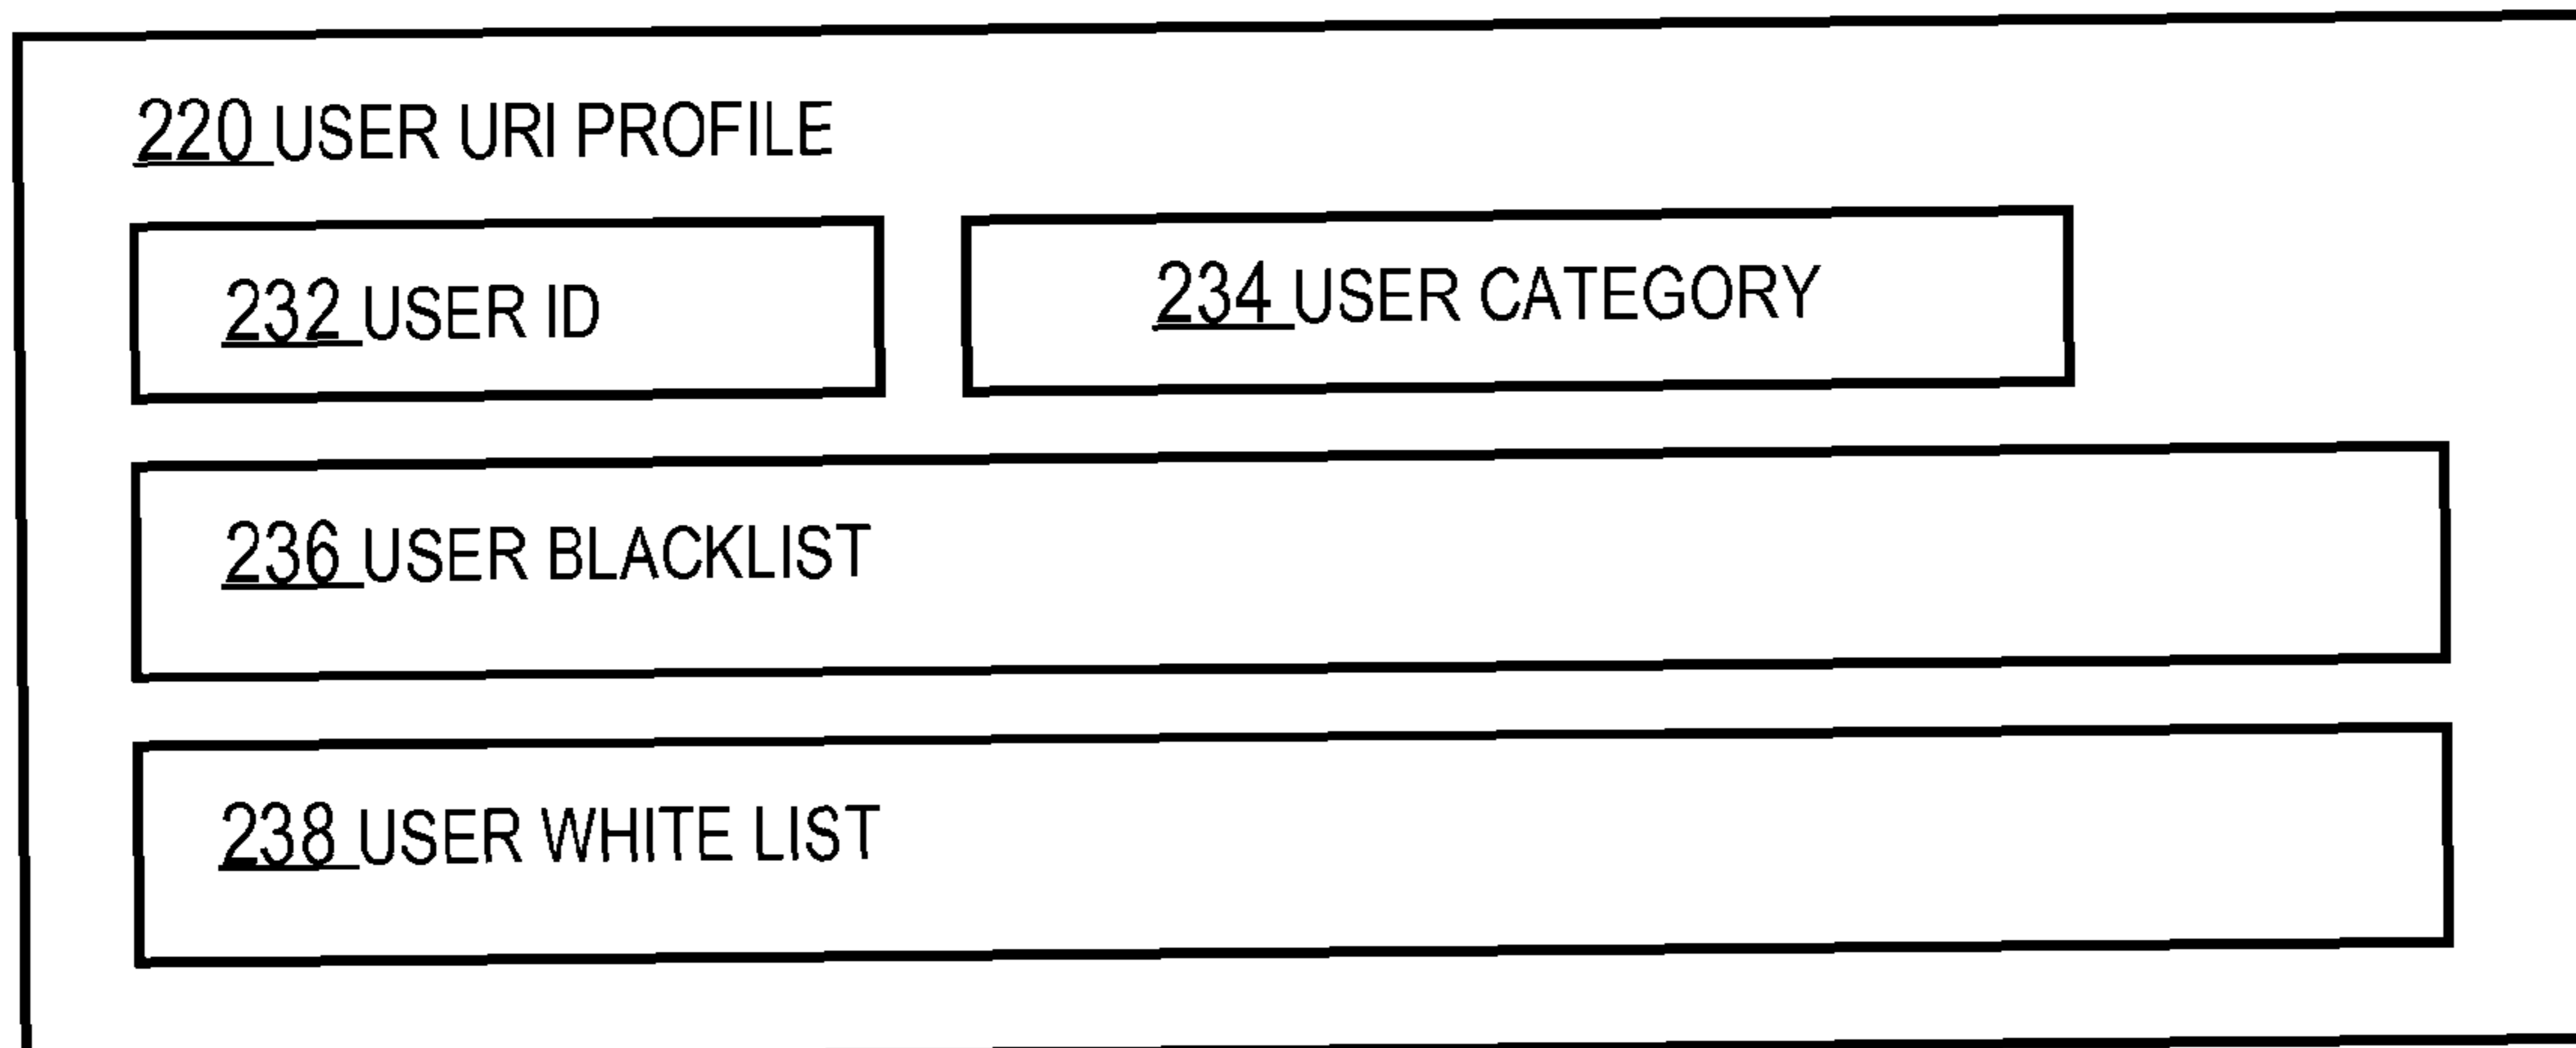 220 USER URI PROFILE
232 USER ID
234 USER CATEGORY
236 USER BLACKLIST
238 USER WHITE LIST